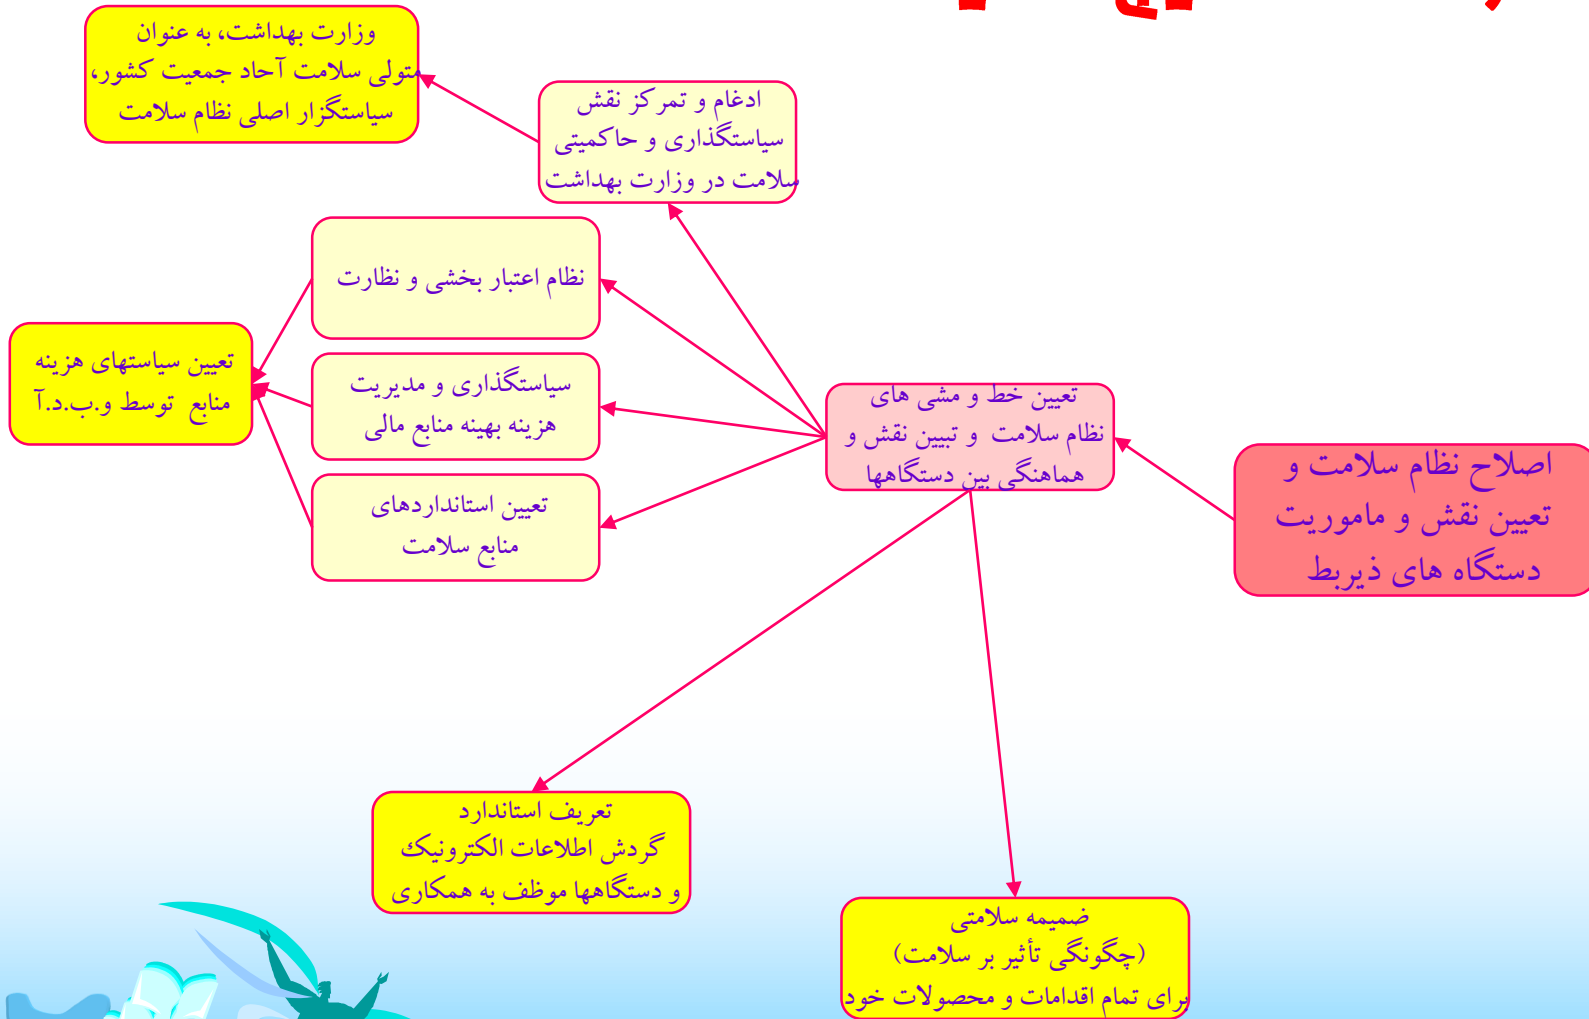 وزارت بهداشت، به عنوان
متولی سلامت آحاد جمعیت کشور،
سیاستگزار اصلی نظام سلامت
ادغام و تمرکز نقش
سیاستگذاری و حاکمیتی
سلامت در وزارت بهداشت
نظام اعتبار بخشی و نظارت
تعیین سیاستهای هزینه
منابع توسط و.ب.د.آ
سیاستگذاری و مدیریت
هزینه بهینه منابع مالی
تعیین استانداردهای
منابع سلامت
تعیین خط و مشی های
نظام سلامت و تبیین نقش و
هماهنگی بین دستگاهها
اصلاح نظام سلامت و
تعیین نقش و ماموریت
دستگاه های ذیربط
تعریف استاندارد
گردش اطلاعات الکترونیک
و دستگاهها موظف به همکاری
ضمیمه سلامتی
(چگونگی تأثیر بر سلامت)
برای تمام اقدامات و محصولات خود